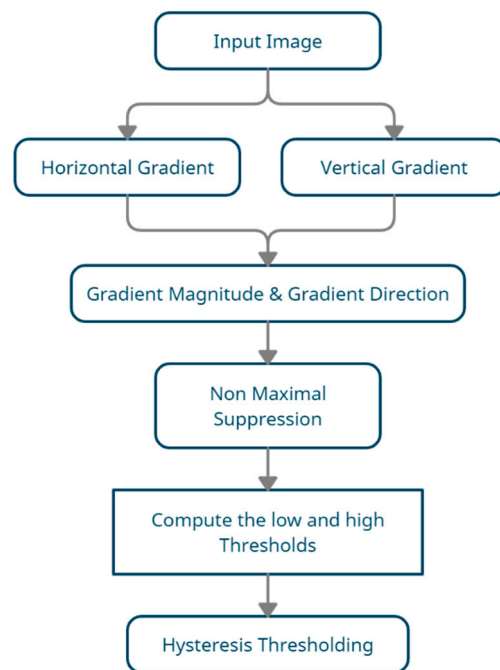 Input Image
Horizontal Gradient
Vertical Gradient
Gradient Magnitude & Gradient Direction
Non Maximal
Suppression
Compute the low and high
Thresholds
Hysteresis Thresholding